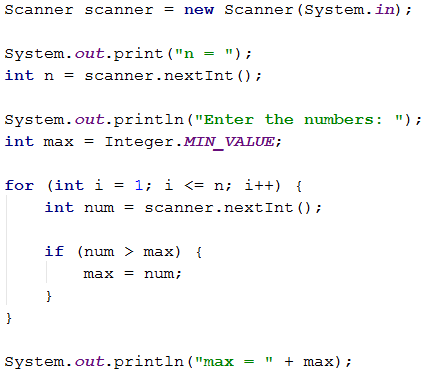 Scanner scanner = new Scanner(System.in);
System.out.print("n = ");
int n = scanner.nextInt();
System.out.println("Enter the numbers: ");
int max = Integer.MIN_VALUE;
for (int i = 1; i <= n; i++) {
int num = scanner.nextInt();
if (num > max) {
max = num;
}
}
System.out.println("max = " + max);